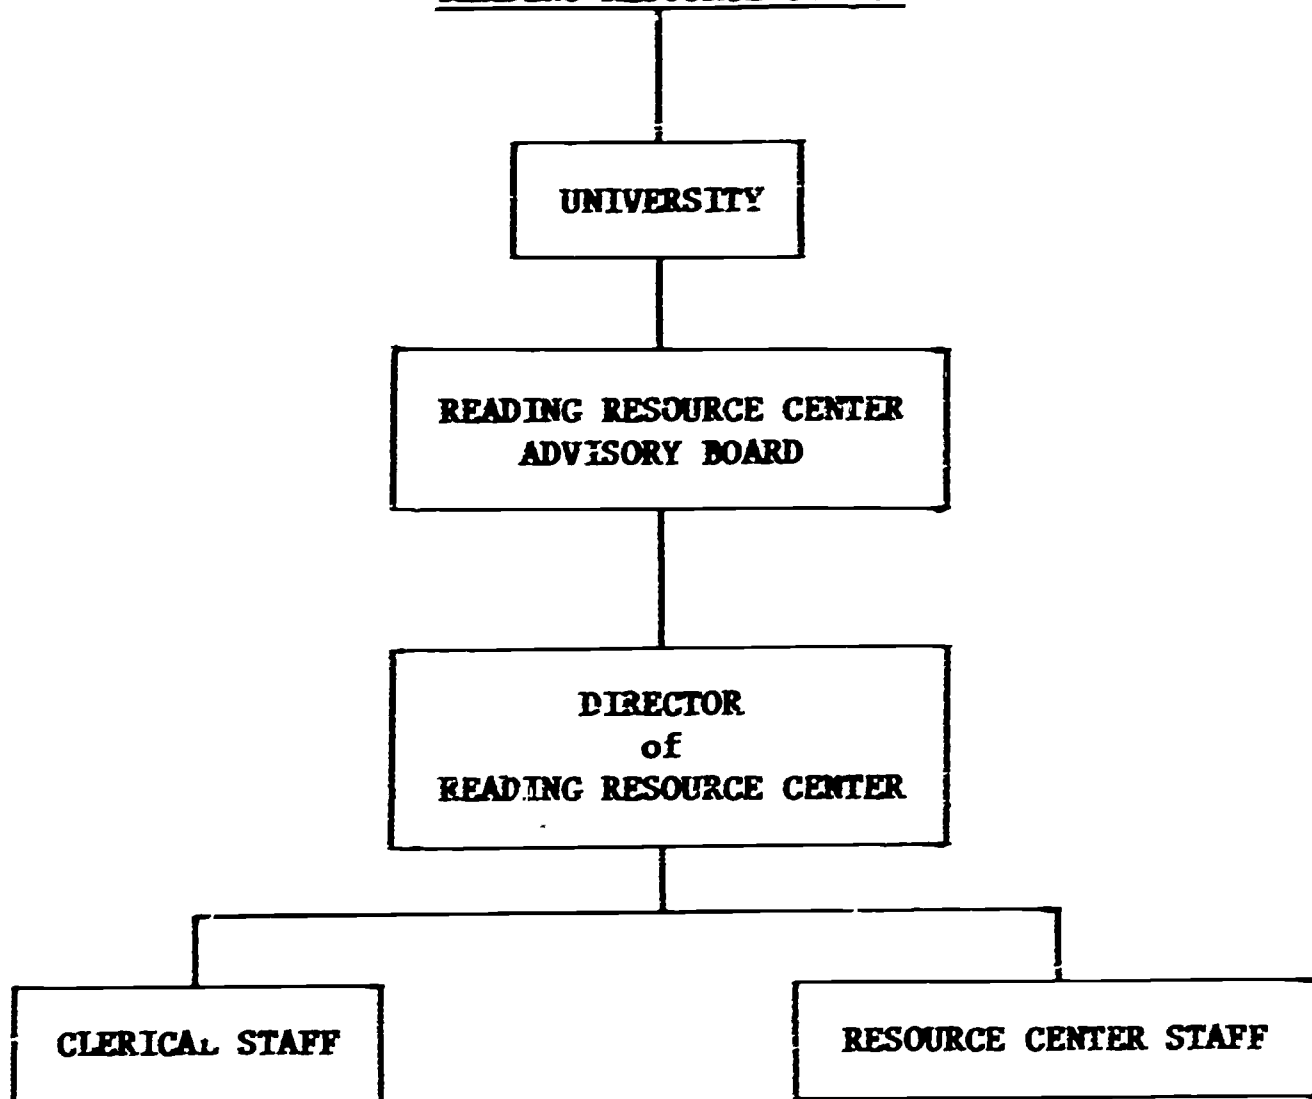 UNIVERSITY
READING RESOURCE CENTER
ADVISORY BOARD
DIRECTOR
of
READING RESOURCE CENTER
CLERICAL STAFF
RESOURCE CENTER STAFF